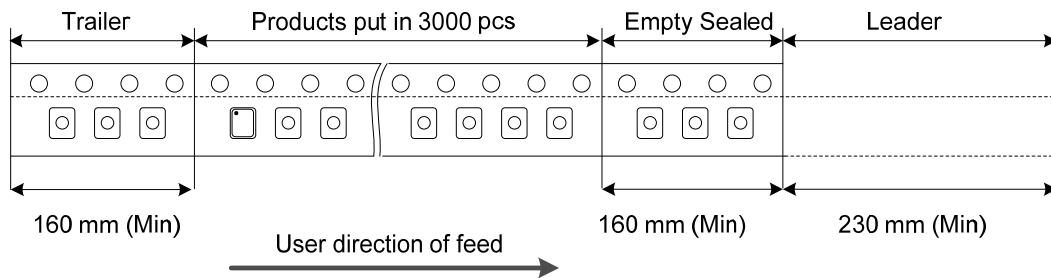 Trailer
Products put in 3000 pcs
Empty Sealed
Leader
160 mm (Min)
160 mm (Min)
230 mm (Min)
User direction of feed